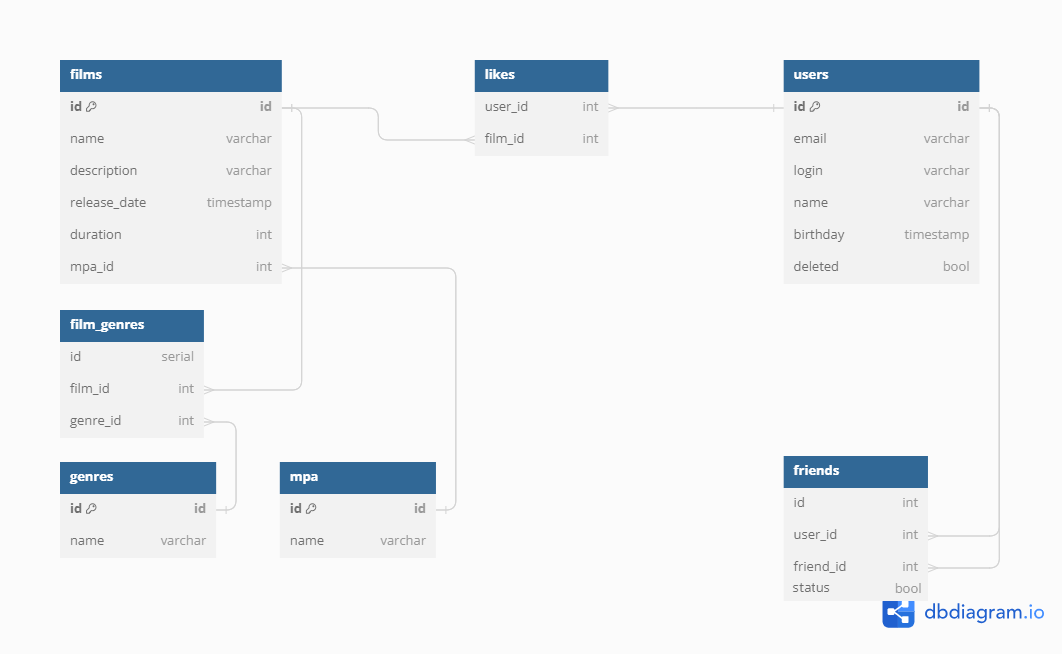 films
id id
name varchar
description varchar
release_date timestamp
duration int
mpa_id int
likes
user_id int
film_id int
users
id id
email varchar
login varchar
name varchar
birthday timestamp
deleted bool
film_genres
id serial
film_id int
genre_id int
genres
id id
name varchar
mpa
id id
name varchar
friends
id int
user_id int
friend_id int
status bool
dbdiagram.io